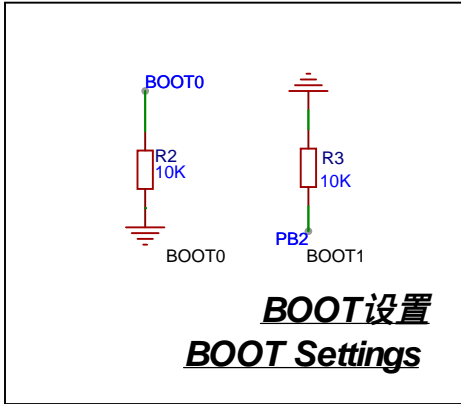 BOOT0
R2
10K
BOOT0
R3
10K
PB2
BOOT1
BOOT设置
BOOT Settings